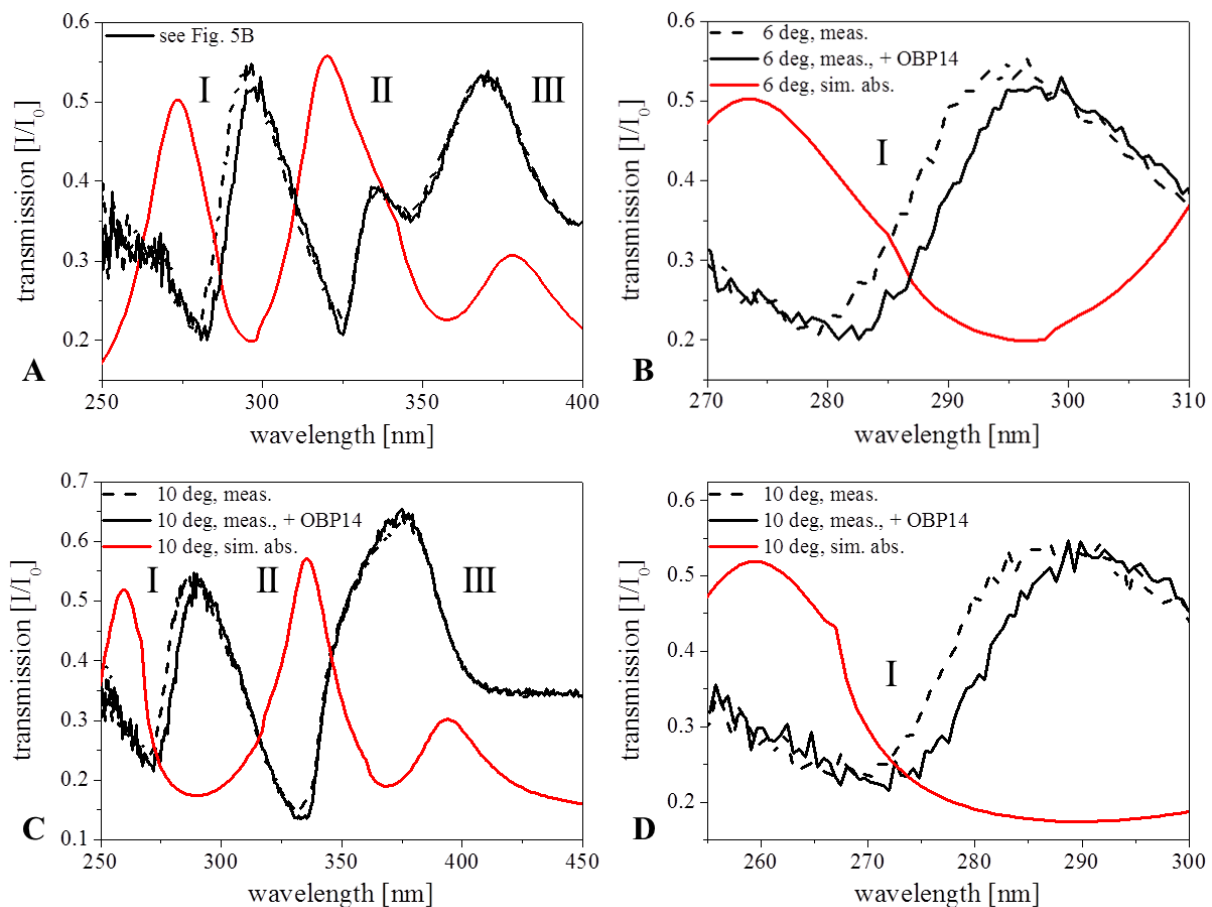 0.6
0.5
0.4
0.3
0.2
transmission [I/I0]
see Fig. 5B
I
II
III
A
250
300
350
400
wavelength [nm]
0.6
0.5
0.4
0.3
0.2
transmission [I/I0]
6 deg, meas.
6 deg, meas., + OBP14
6 deg, sim. abs.
I
B
270
280
290
300
310
wavelength [nm]
0.7
0.6
0.5
0.4
0.3
0.2
0.1
transmission [I/I0]
10 deg, meas.
10 deg, meas., + OBP14
10 deg, sim. abs.
I
II
III
C
250
300
350
400
450
wavelength [nm]
0.6
0.5
0.4
0.3
0.2
transmission [I/I0]
10 deg, meas.
10 deg, meas., + OBP14
10 deg, sim. abs.
I
D
260
270
280
290
300
wavelength [nm]